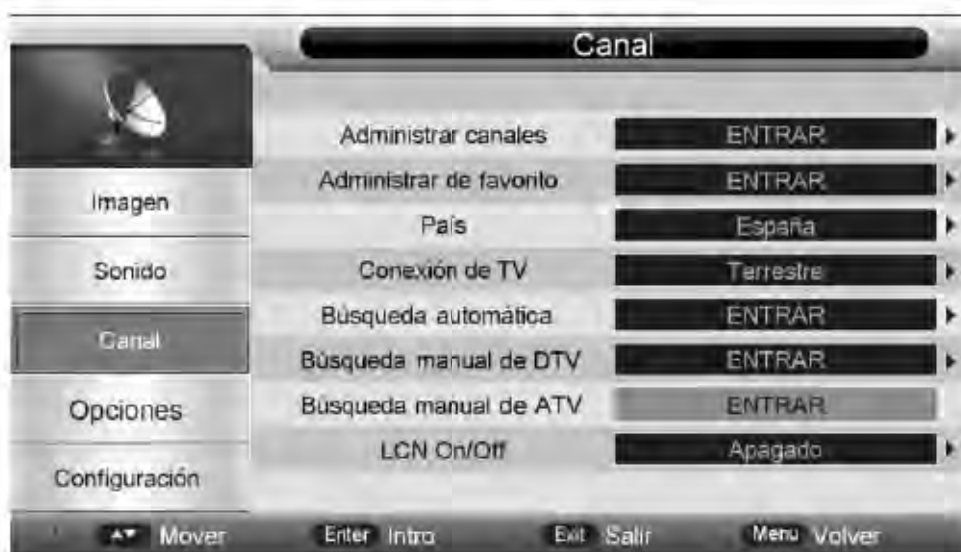 Canal
Imagen
Sonido
Canal
Opciones
Configuración
Administrar canales ENTRAR
Administrar de favorito ENTRAR
País España
Conexión de TV Terrestre
Búsqueda automática ENTRAR
Búsqueda manual de DTV ENTRAR
Búsqueda manual de ATV ENTRAR
LCN On/Off Apagado
Mover Enter Intro Exit Salir Menu Volver